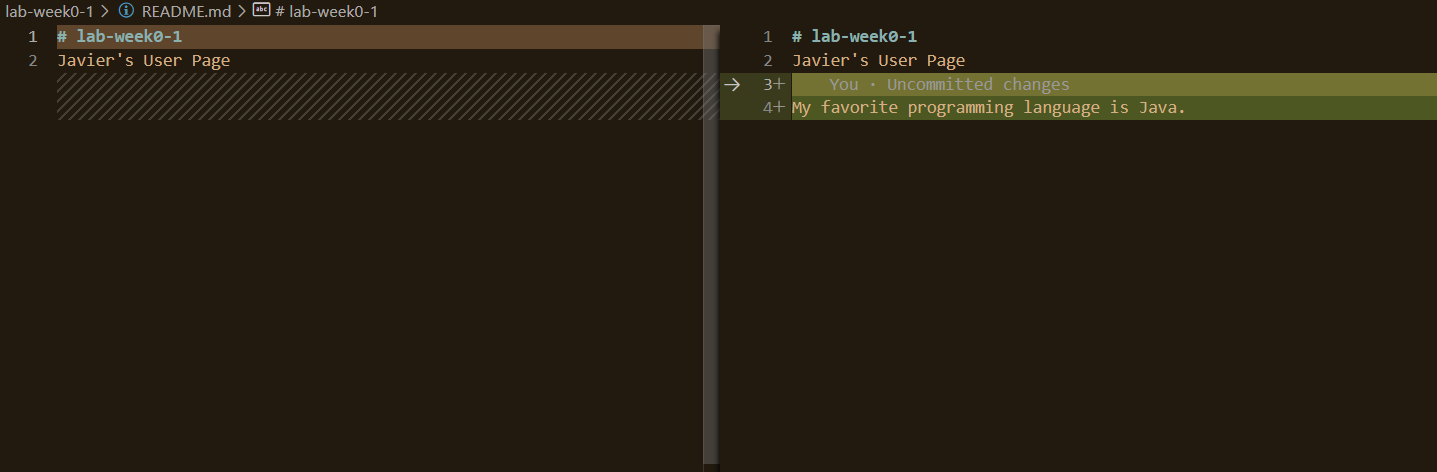 lab-week0-1 > README.md > # lab-week0-1
1 # lab-week0-1
2 Javier's User Page
1 # lab-week0-1
2 Javier's User Page
3+ You · Uncommitted changes
4+ My favorite programming language is Java.